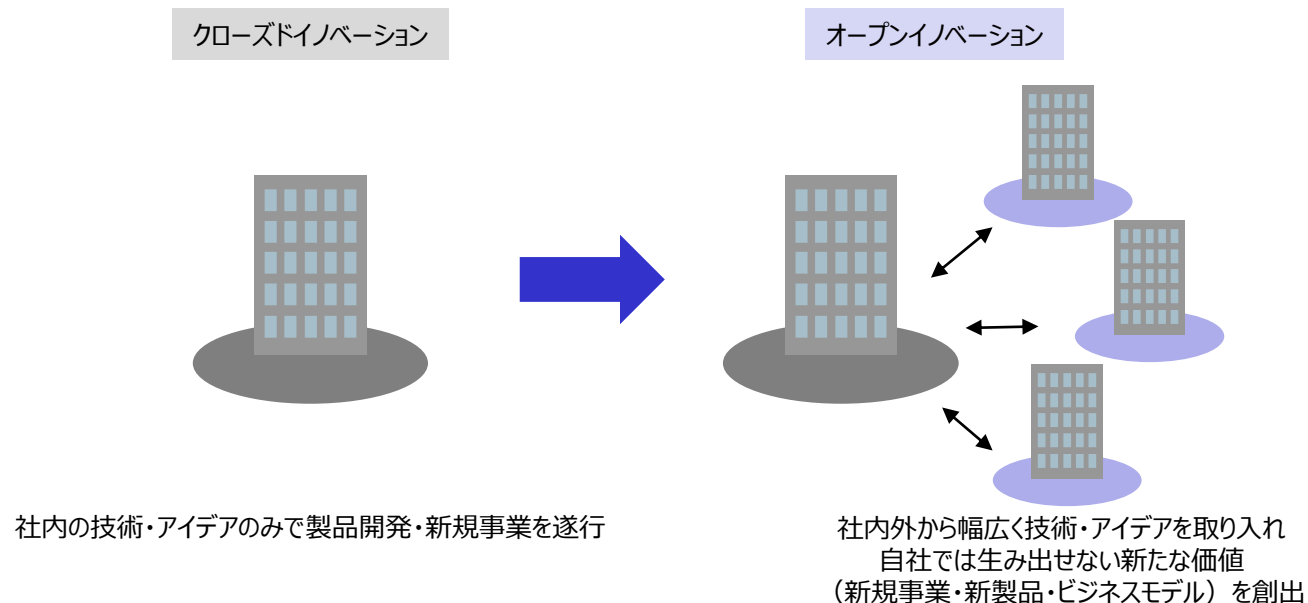 クローズドイノベーション
オープンイノベーション
社内の技術・アイデアのみで製品開発・新規事業を遂行
社内外から幅広く技術・アイデアを取り入れ
自社では生み出せない新たな価値
（新規事業・新製品・ビジネスモデル）を創出